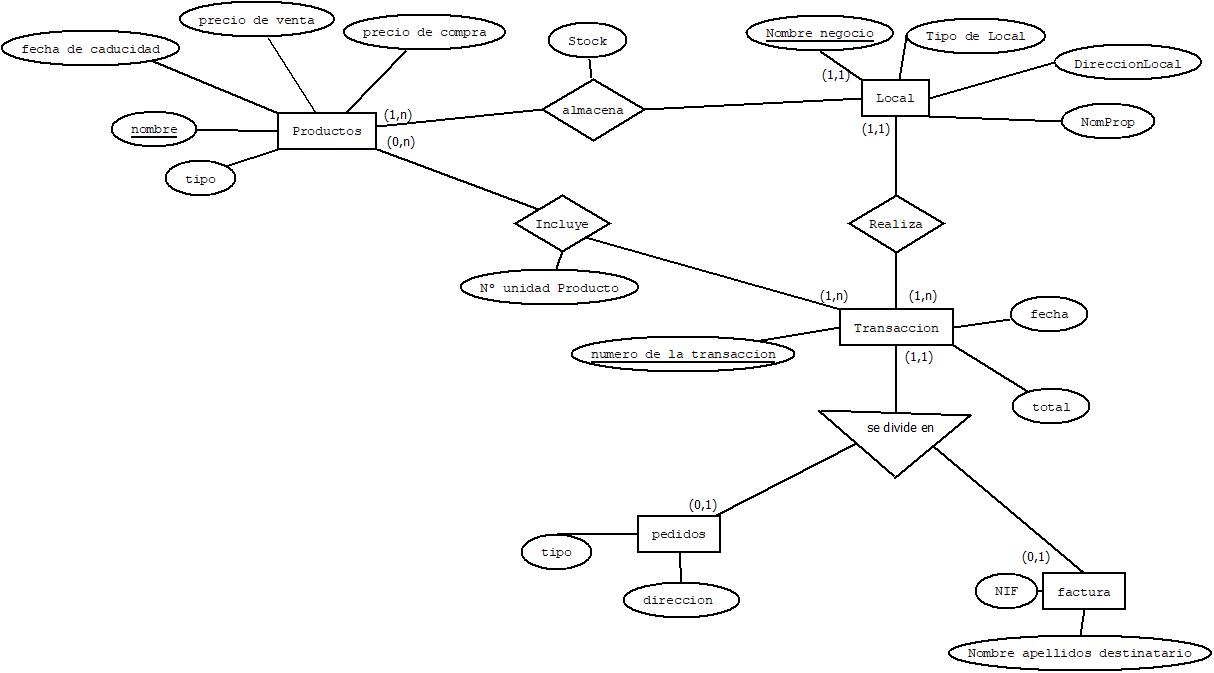 precio de venta
precio de compra
Nombre negocio
Tipo de Local
fecha de caducidad
Stock
DireccionLocal
(1,1)
Local
almacena
(1,n)
nombre
Productos
(0,n)
(1,1)
NomProp
tipo
Incluye
Realiza
Nº unidad Producto
(1,n)
(1,n)
fecha
Transaccion
numero de la transaccion
(1,1)
total
se divide en
(0,1)
pedidos
tipo
(0,1)
direccion
NIF
factura
Nombre apellidos destinatario